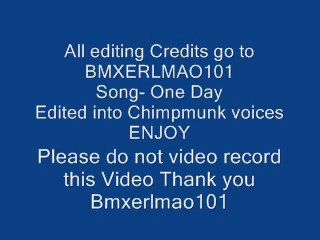 All editing Credits go to
BMXERLMAO101
Song- One Day
Edited into Chimpmunk voices
ENJOY
Please do not video record
this Video Thank you
Bmxerlmao101